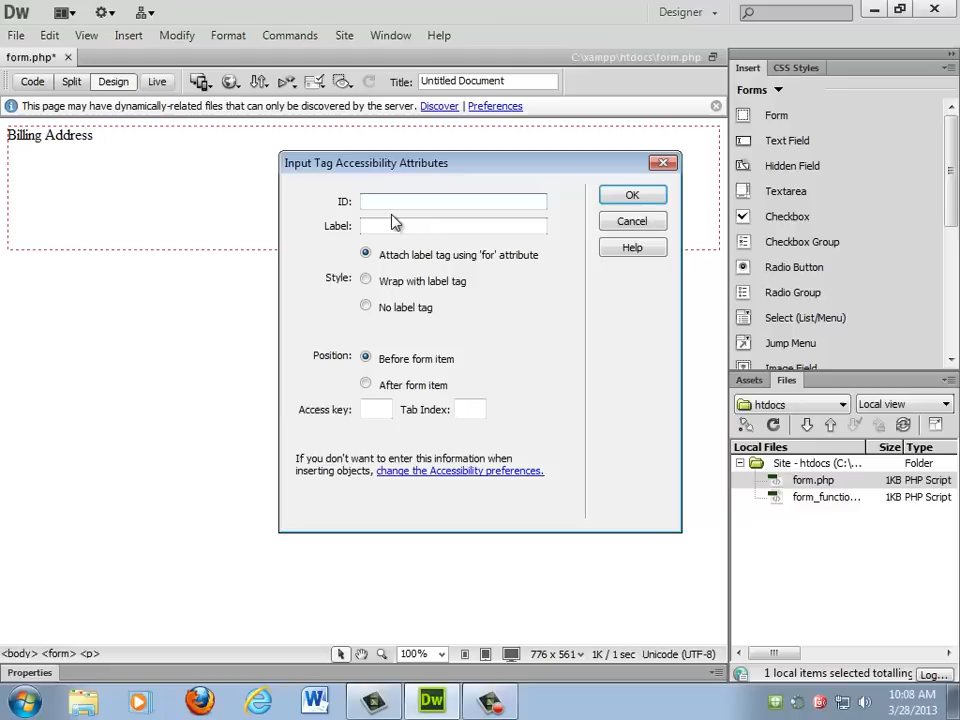 Dw
Designer
File Edit View Insert Modify Format Commands Site Window Help
form.php*
C:\xampp\htdocs\form.php
Code Split Design Live Title: Untitled Document
This page may have dynamically-related files that can only be discovered by the server. Discover | Preferences
Billing Address
Input Tag Accessibility Attributes
ID:
Label:
Attach label tag using 'for' attribute
Style:
Wrap with label tag
No label tag
Position:
Before form item
After form item
Access key:
Tab Index:
If you don't want to enter this information when
inserting objects, change the Accessibility preferences.
OK
Cancel
Help
Insert CSS Styles
Forms
Form
Text Field
Hidden Field
Textarea
Checkbox
Checkbox Group
Radio Button
Radio Group
Select (List/Menu)
Jump Menu
Image Field
Assets Files
htdocs Local view
Local Files Size Type
Site - htdocs (C:\... Folder
form.php 1KB PHP Script
form_functio... 1KB PHP Script
<body> <form> <p>
100% 776 x 561 1K / 1 sec Unicode (UTF-8)
Properties
1 local items selected totalling
Log...
W
Dw
10:08 AM
3/28/2013